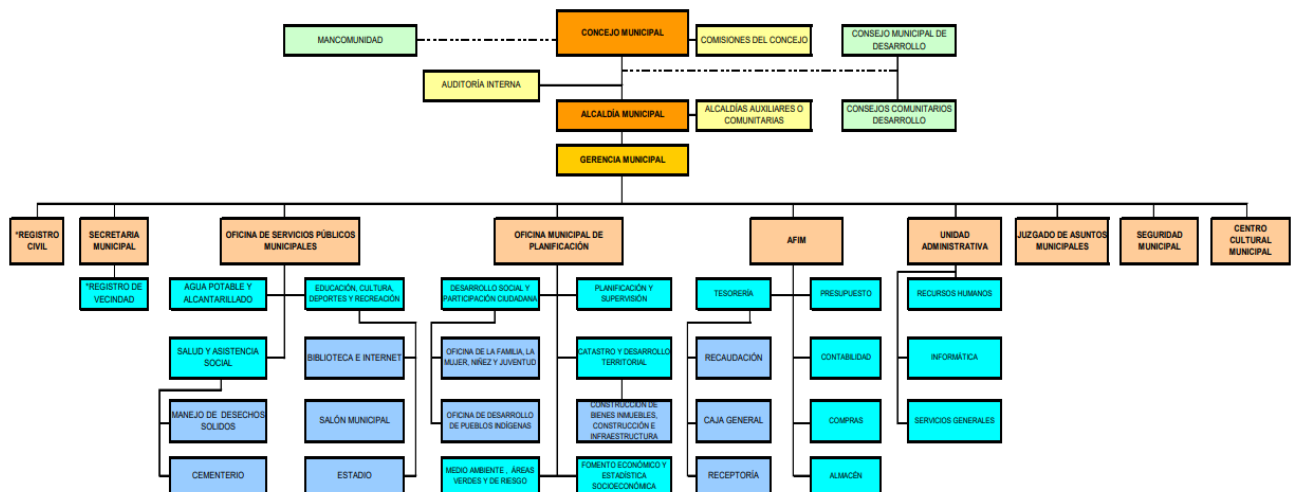 MANCOMUNIDAD
CONCEJO MUNICIPAL
COMISIONES DEL CONCEJO
CONSEJO MUNICIPAL DE
DESARROLLO
AUDITORÍA INTERNA
ALCALDÍA MUNICIPAL
ALCALDÍAS AUXILIARES O
COMUNITARIAS
CONSEJOS COMUNITARIOS
DESARROLLO
GERENCIA MUNICIPAL
*REGISTRO
CIVIL
SECRETARIA
MUNICIPAL
OFICINA DE SERVICIOS PÚBLICOS
MUNICIPALES
OFICINA MUNICIPAL DE
PLANIFICACIÓN
AFIM
UNIDAD
ADMINISTRATIVA
JUZGADO DE ASUNTOS
MUNICIPALES
SEGURIDAD
MUNICIPAL
CENTRO
CULTURAL
MUNICIPAL
*REGISTRO DE
VECINDAD
AGUA POTABLE Y
ALCANTARILLADO
EDUCACIÓN, CULTURA,
DEPORTES Y RECREACIÓN
DESARROLLO SOCIAL Y
PARTICIPACIÓN CIUDADANA
PLANIFICACIÓN Y
SUPERVISIÓN
TESORERÍA
PRESUPUESTO
RECURSOS HUMANOS
SALUD Y ASISTENCIA
SOCIAL
BIBLIOTECA E INTERNET
OFICINA DE LA FAMILIA, LA
MUJER, NIÑEZ Y JUVENTUD
CATASTRO Y DESARROLLO
TERRITORIAL
RECAUDACIÓN
CONTABILIDAD
INFORMÁTICA
MANEJO DE DESECHOS
SOLIDOS
SALÓN MUNICIPAL
OFICINA DE DESARROLLO
DE PUEBLOS INDÍGENAS
CONSTRUCCIÓN DE
BIENES INMUEBLES,
CONSTRUCCIÓN E
INFRAESTRUCTURA
CAJA GENERAL
COMPRAS
SERVICIOS GENERALES
CEMENTERIO
ESTADIO
MEDIO AMBIENTE , ÁREAS
VERDES Y DE RIESGO
FOMENTO ECONÓMICO Y
ESTADÍSTICA
SOCIOECONÓMICA
RECEPTORÍA
ALMACÉN